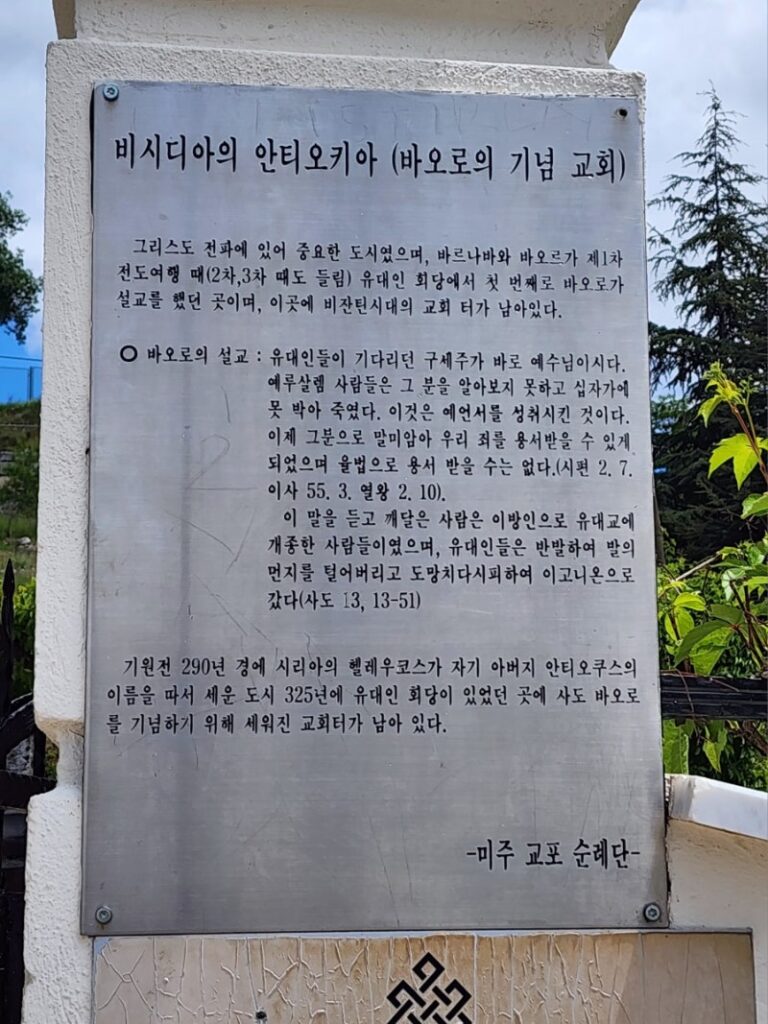 비시디아의 안티오키아 (바오로의 기념 교회)
그리스도 전파에 있어 중요한 도시였으며, 바르나바와 바오르가 제1차
전도여행 때(2차,3차 때도 들림) 유대인 회당에서 첫 번째로 바오로가
설교를 했던 곳이며, 이곳에 비잔틴시대의 교회 터가 남아있다.
○ 바오로의 설교 : 유대인들이 기다리던 구세주가 바로 예수님이시다.
예루살렘 사람들은 그 분을 알아보지 못하고 십자가에
못 박아 죽였다. 이것은 예언서를 성취시킨 것이다.
이제 그분으로 말미암아 우리 죄를 용서받을 수 있게
되었으며 율법으로 용서 받을 수는 없다.(시편 2. 7.
이사 55. 3. 열왕 2. 10).
이 말을 듣고 깨달은 사람은 이방인으로 유대교에
개종한 사람들이였으며, 유대인들은 반발하여 발의
먼지를 털어버리고 도망치다시피하여 이고니온으로
갔다(사도 13, 13-51)
기원전 290년 경에 시리아의 헬레우코스가 자기 아버지 안티오쿠스의
이름을 따서 세운 도시 325년에 유대인 회당이 있었던 곳에 사도 바오로
를 기념하기 위해 세워진 교회터가 남아 있다.
-미주 교포 순례단-